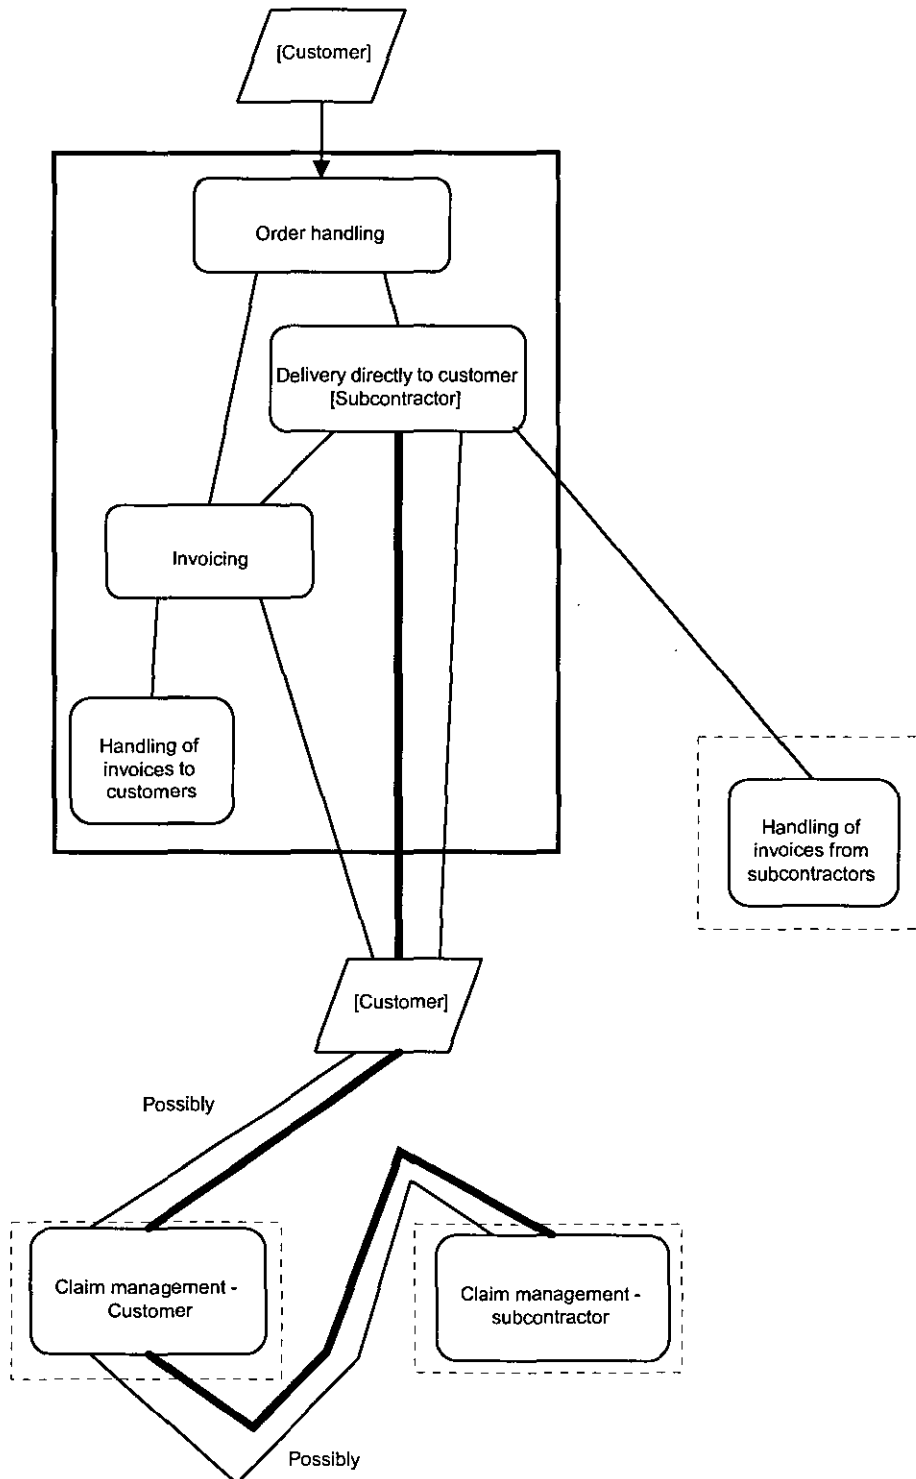 [Customer]
Order handling
Delivery directly to customer
[Subcontractor]
Invoicing
Handling of
invoices to
customers
Handling of
invoices from
subcontractors
[Customer]
Possibly
Claim management -
Customer
Claim management -
subcontractor
Possibly